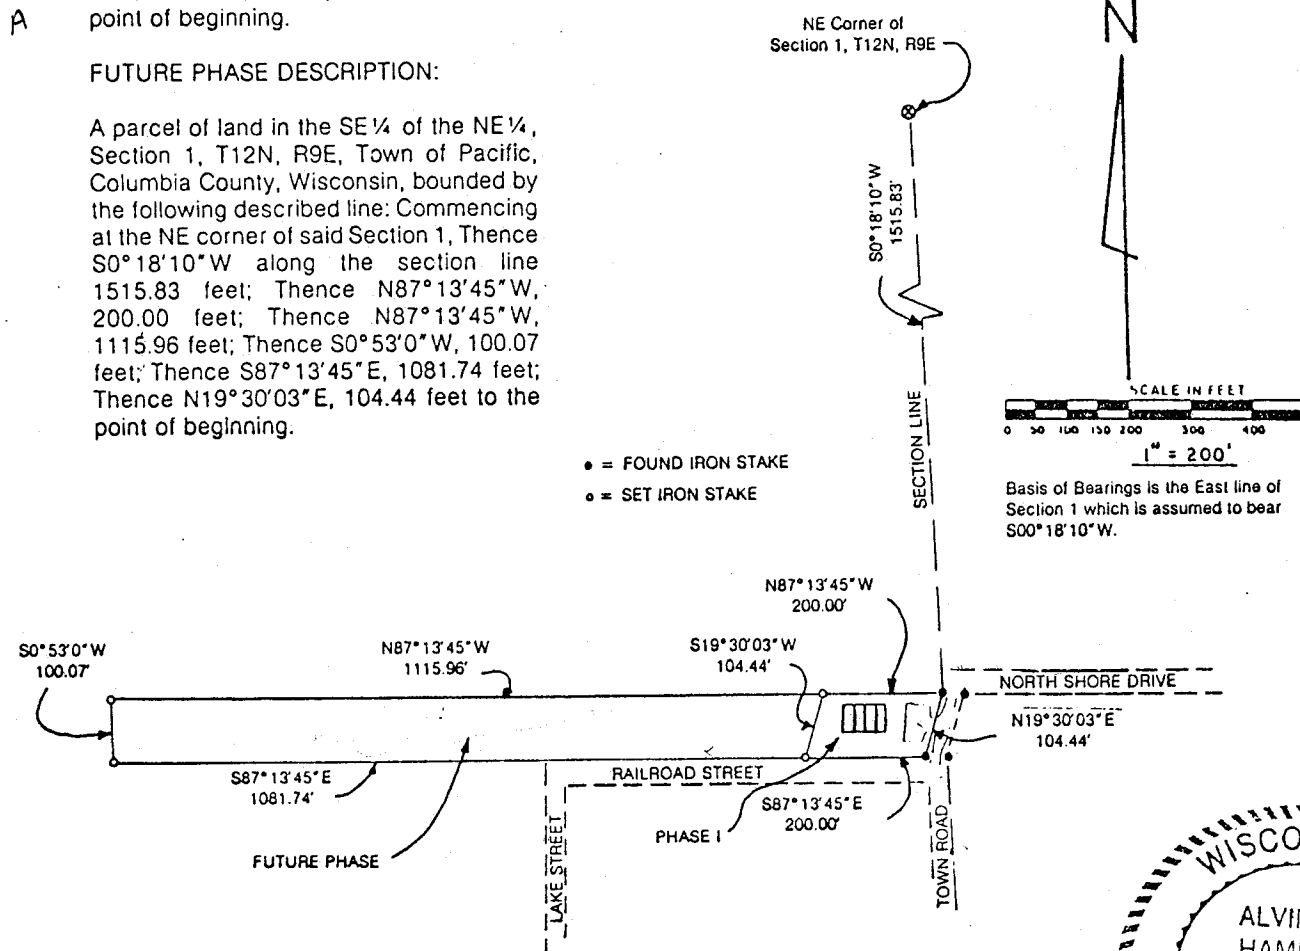 A
point of beginning.
FUTURE PHASE DESCRIPTION:
A parcel of land in the SE¼ of the NE¼,
Section 1, T12N, R9E, Town of Pacific,
Columbia County, Wisconsin, bounded by
the following described line: Commencing
at the NE corner of said Section 1, Thence
S0°18'10"W along the section line
1515.83 feet; Thence N87°13'45"W,
200.00 feet; Thence N87°13'45"W,
1115.96 feet; Thence S0°53'0"W, 100.07
feet; Thence S87°13'45"E, 1081.74 feet;
Thence N19°30'03"E, 104.44 feet to the
point of beginning.
NE Corner of
Section 1, T12N, R9E
N
S0°18'10"W
1515.83'
SECTION LINE
SCALE IN FEET
0 50 100 150 200 300 400
1" = 200'
Basis of Bearings is the East line of
Section 1 which is assumed to bear
S00°18'10"W.
● = FOUND IRON STAKE
o = SET IRON STAKE
N87°13'45"W
200.00'
S0°53'0"W
100.07'
N87°13'45"W
1115.96'
S19°30'03"W
104.44'
NORTH SHORE DRIVE
N19°30'03"E
104.44'
S87°13'45"E
1081.74'
RAILROAD STREET
S87°13'45"E
200.00'
PHASE I
FUTURE PHASE
LAKE STREET
TOWN ROAD
WISCO
ALVI
HAM